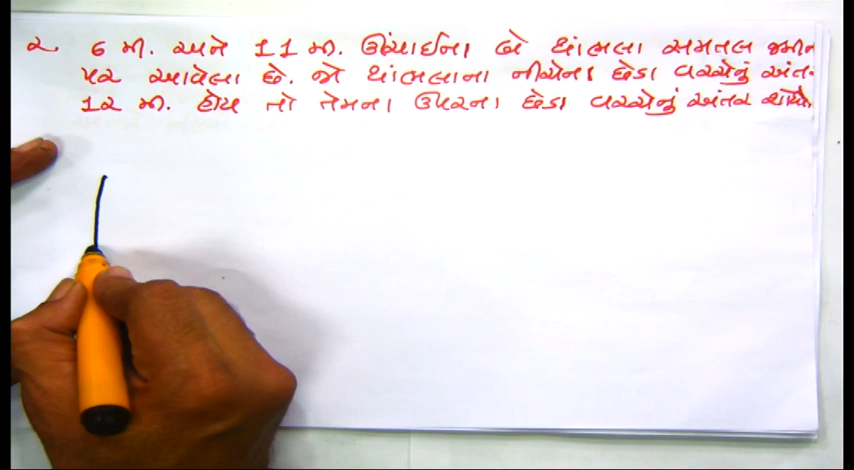 ૨. 6 મી. અને 11 મી. ઊંચાઈના બે થાંભલા સમતલ જમીન
પર આવેલા છે. જો થાંભલાના નીચેના છેડા વચ્ચેનું અંતર
12 મી. હોય તો તેમના ઉપરના છેડા વચ્ચેનું અંતર શોધો.